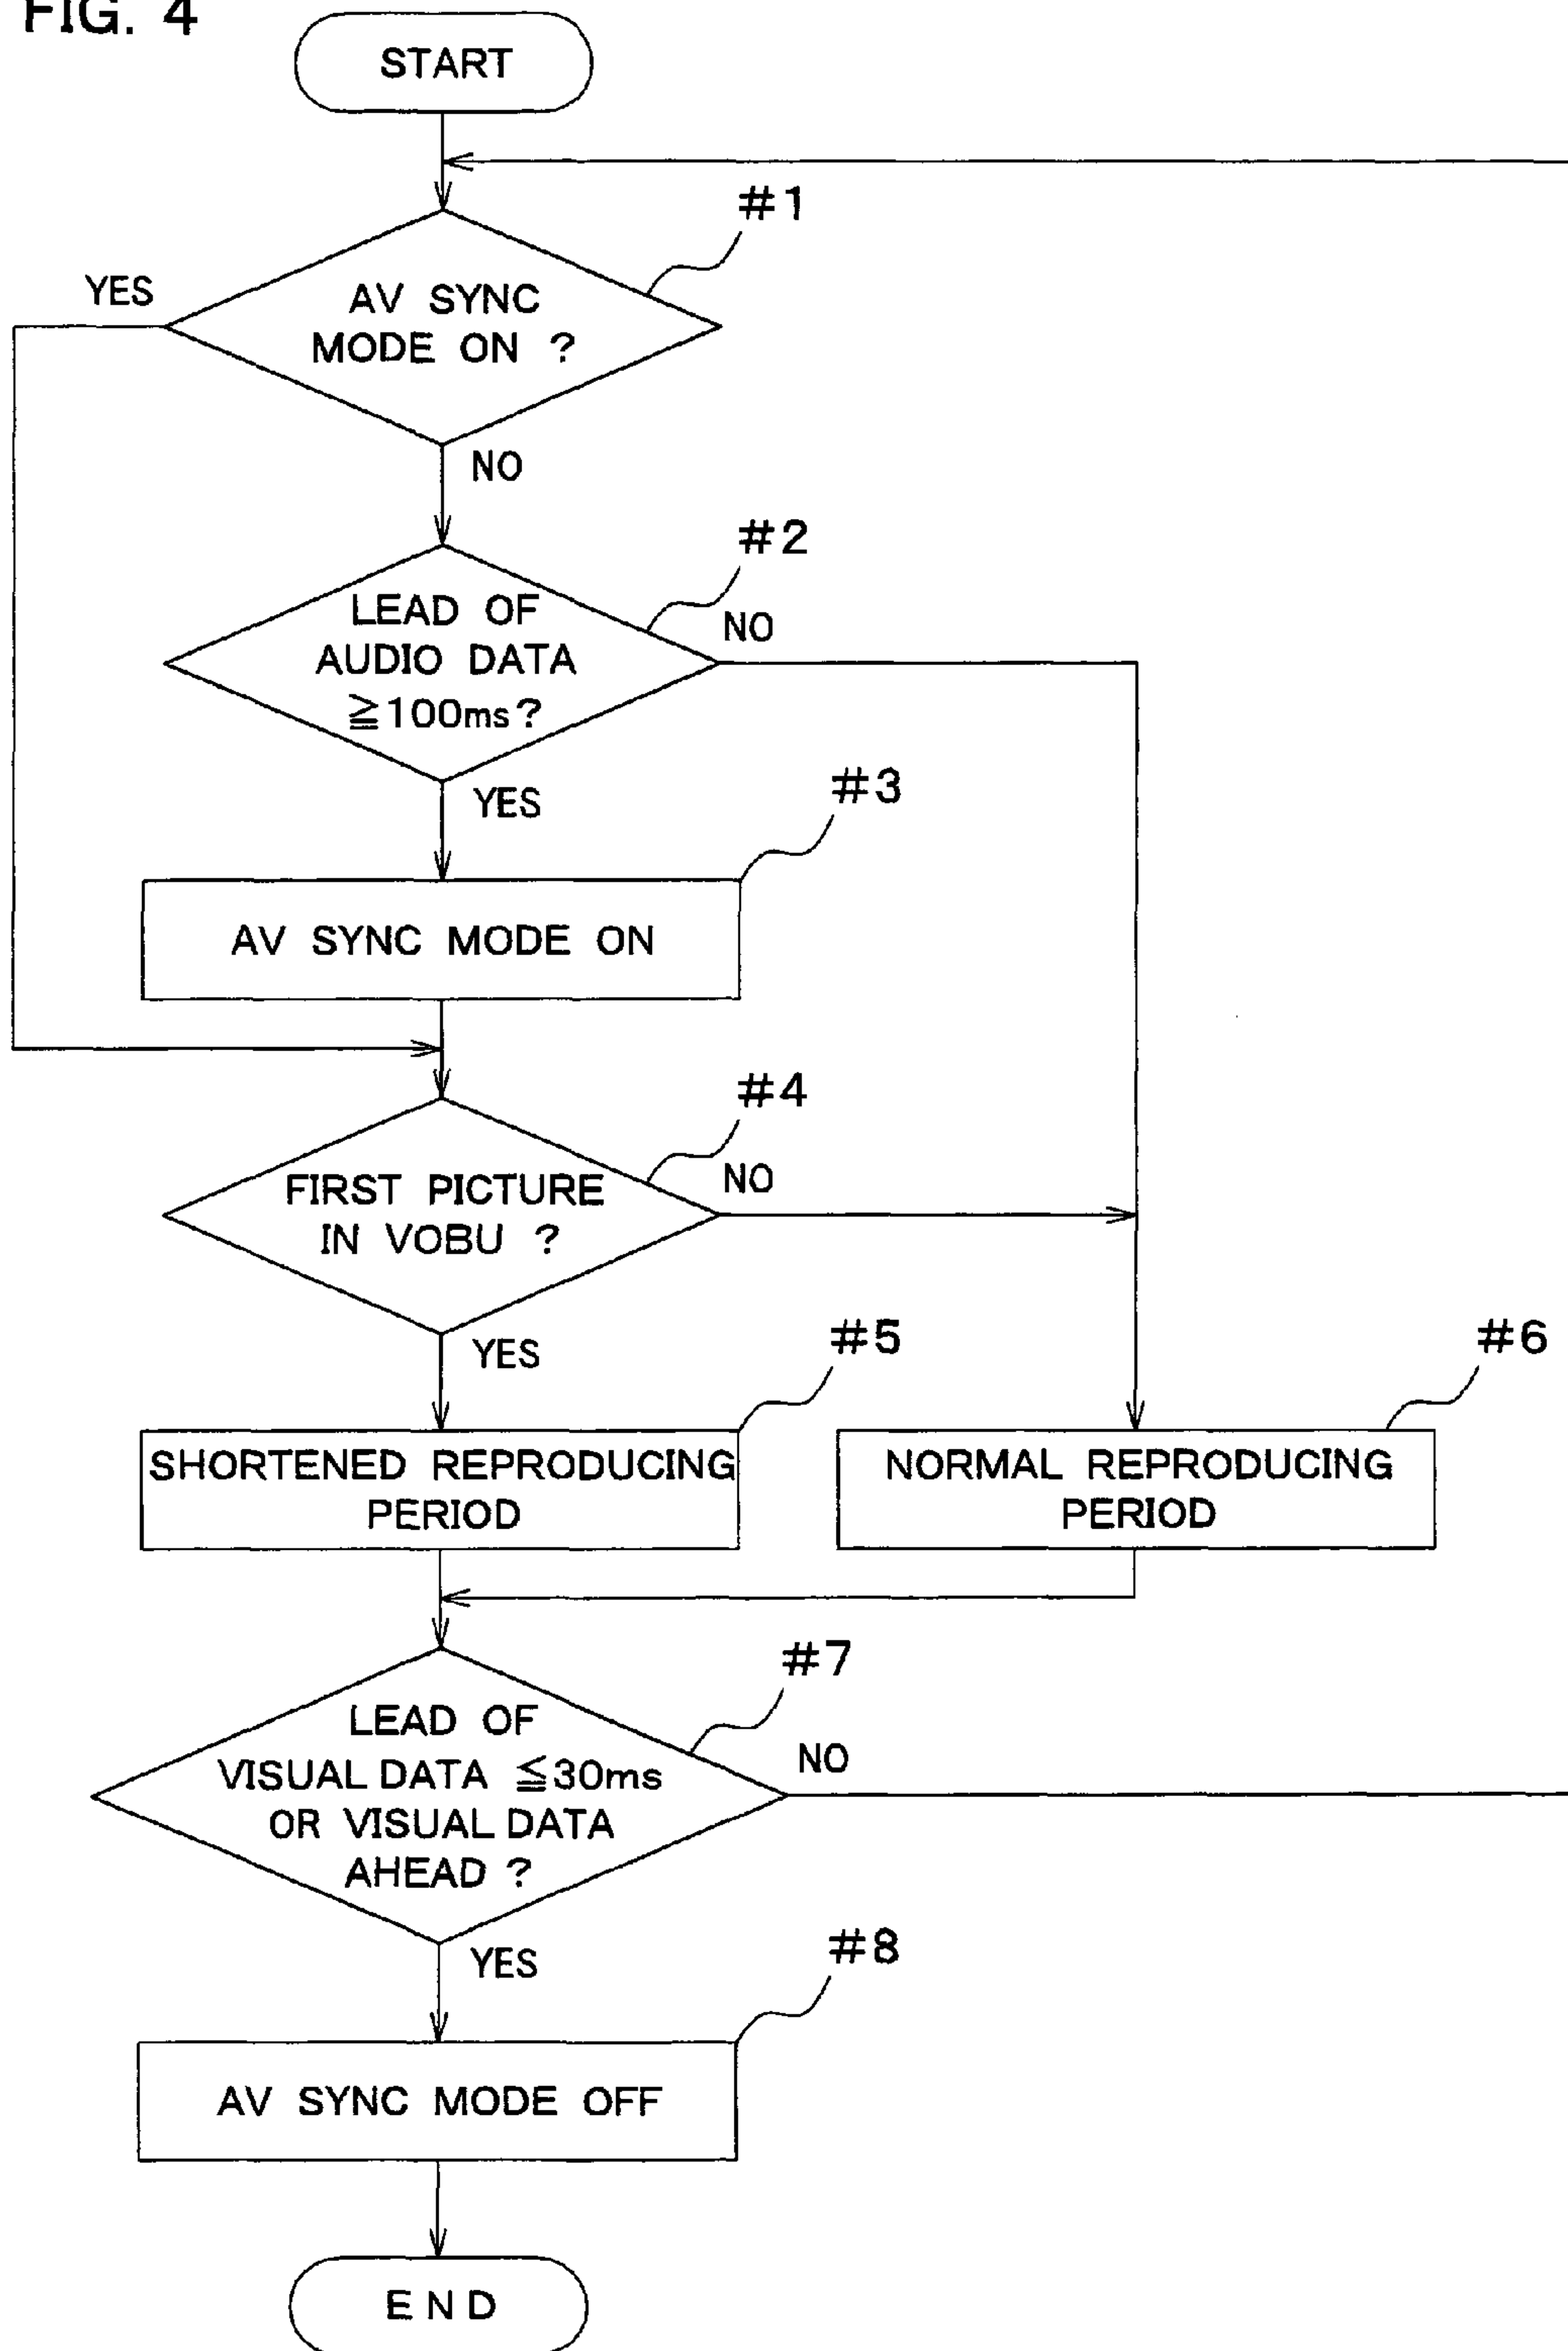 FIG. 4
START
#1
YES
AV SYNC
MODE ON ?
NO
#2
LEAD OF
AUDIO DATA
≧100ms?
NO
YES
#3
AV SYNC MODE ON
#4
FIRST PICTURE
IN VOBU ?
NO
YES
#5
#6
SHORTENED REPRODUCING
PERIOD
NORMAL REPRODUCING
PERIOD
#7
LEAD OF
VISUAL DATA ≦30ms
OR VISUAL DATA
AHEAD ?
NO
YES
#8
AV SYNC MODE OFF
END